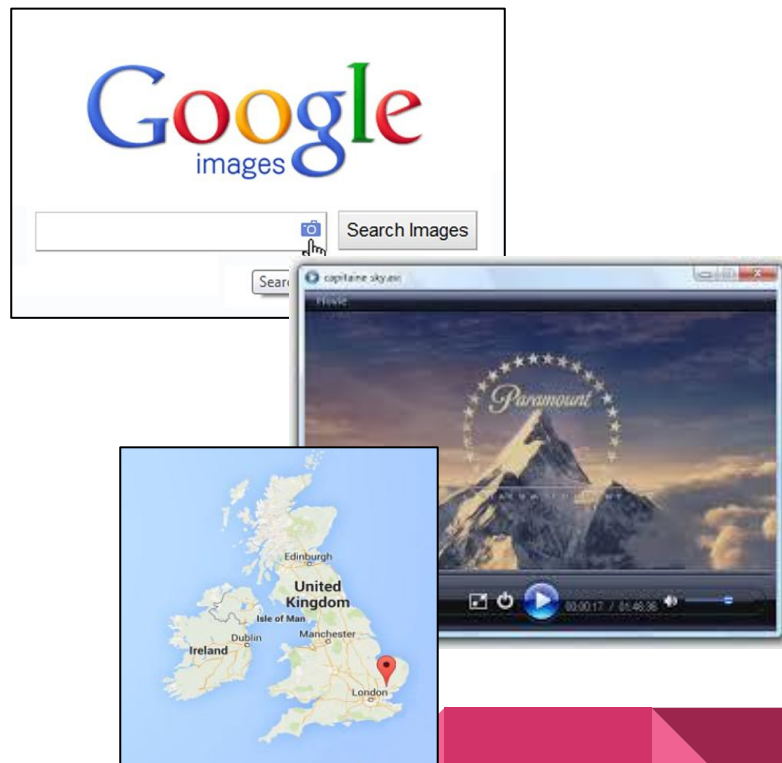 Google
images
Search Images
Sear
capitaine sky.avi
Movie
Paramount
00:00:17 / 01:46:36
Edinburgh
United
Kingdom
Isle of Man
Dublin
Manchester
Ireland
London